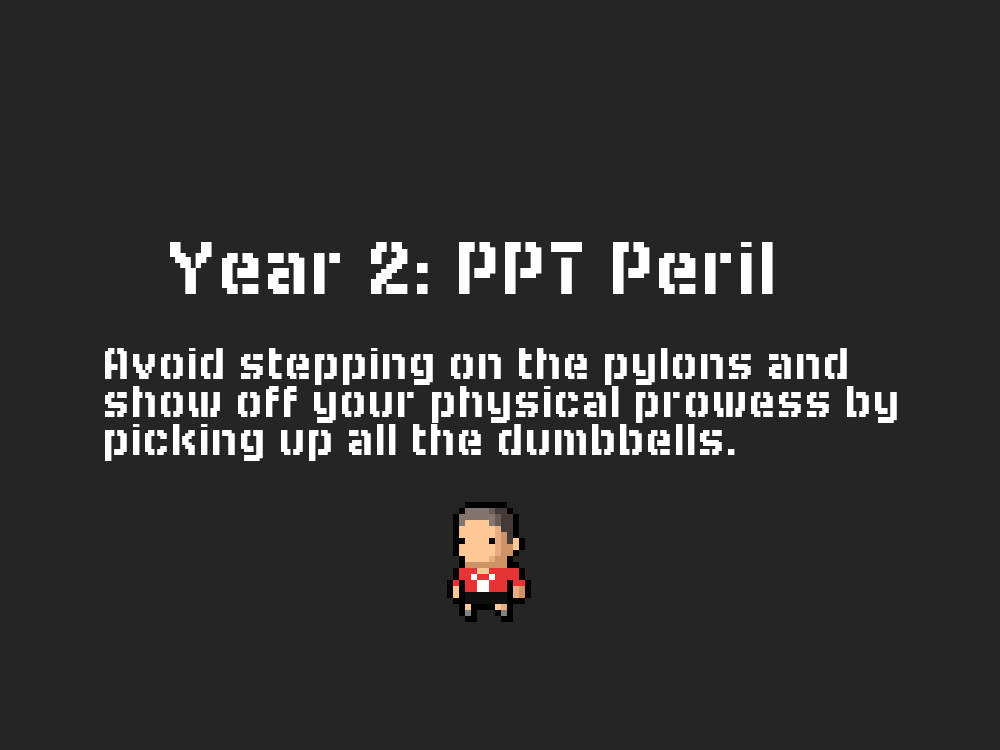 Year 2: PPT Peril
Avoid stepping on the pylons and
show off your physical prowess by
picking up all the dumbbells.